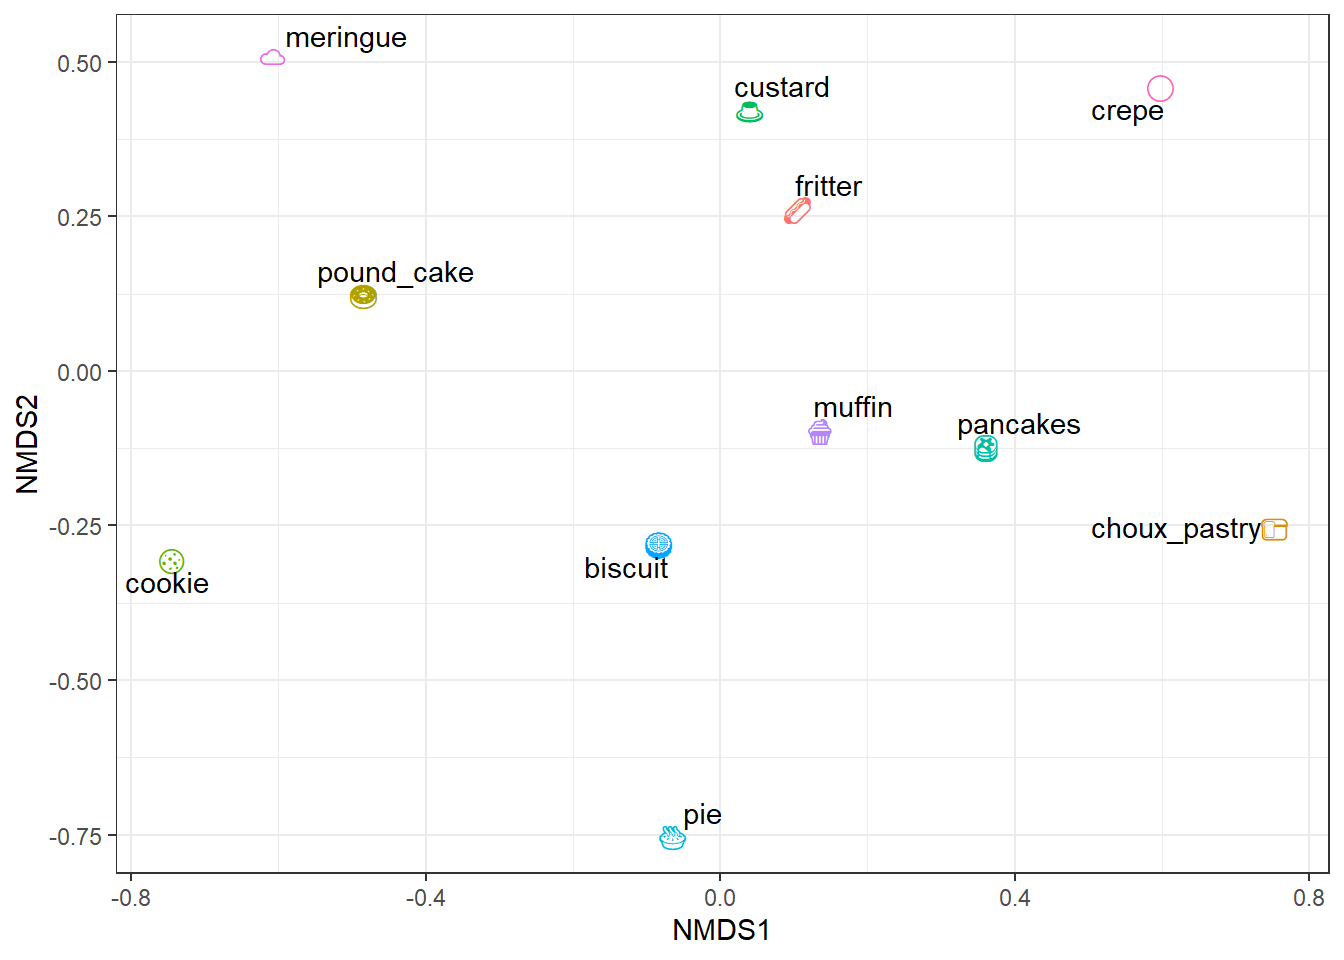 meringue
0.50
custard
crepe
fritter
0.25
pound_cake
0.00
muffin
pancakes
NMDS2
-0.25
choux_pastry
biscuit
cookie
-0.50
pie
-0.75
-0.8 -0.4 0.0 0.4 0.8
NMDS1